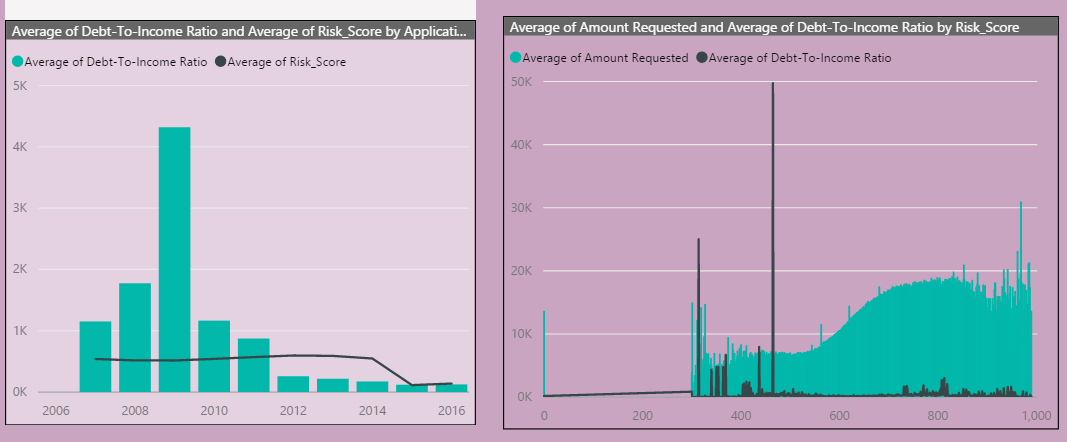 Average of Debt-To-Income Ratio and Average of Risk_Score by Applicati...
Average of Debt-To-Income Ratio Average of Risk_Score
5K
4K
3K
2K
1K
0K
2006 2008 2010 2012 2014 2016
Average of Amount Requested and Average of Debt-To-Income Ratio by Risk_Score
Average of Amount Requested Average of Debt-To-Income Ratio
50K
40K
30K
20K
10K
0K
0 200 400 600 800 1,000